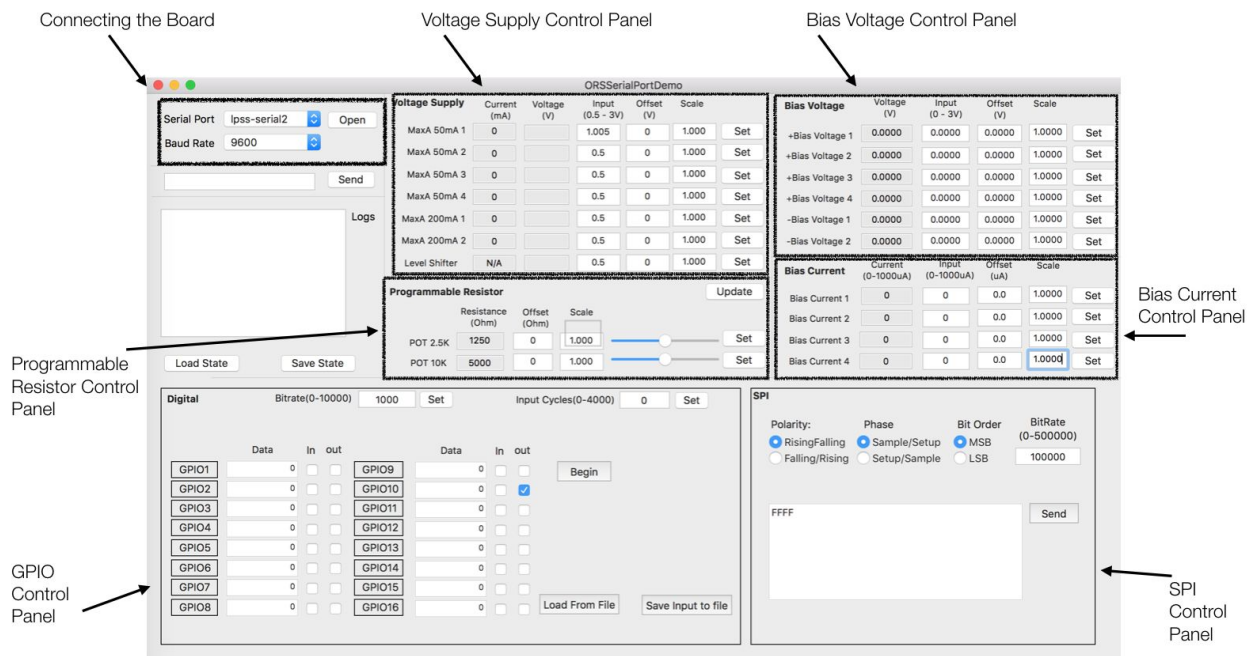 Connecting the Board
Voltage Supply Control Panel
Bias Voltage Control Panel
ORSSerialPortDemo
Serial Port lpss-serial2 Open
Baud Rate 9600
Send
Logs
Load State Save State
Voltage Supply Current (mA) Voltage (V) Input (0.5 - 3V) Offset (V) Scale
MaxA 50mA 1 0 1.005 0 1.000 Set
MaxA 50mA 2 0 0.5 0 1.000 Set
MaxA 50mA 3 0 0.5 0 1.000 Set
MaxA 50mA 4 0 0.5 0 1.000 Set
MaxA 200mA 1 0 0.5 0 1.000 Set
MaxA 200mA 2 0 0.5 0 1.000 Set
Level Shifter N/A 0.5 0 1.000 Set
Programmable Resistor Update
Resistance (Ohm) Offset (Ohm) Scale
POT 2.5K 1250 0 1.000 Set
POT 10K 5000 0 1.000 Set
Bias Voltage Voltage (V) Input (0 - 3V) Offset (V) Scale
+Bias Voltage 1 0.0000 0.0000 0.0000 1.0000 Set
+Bias Voltage 2 0.0000 0.0000 0.0000 1.0000 Set
+Bias Voltage 3 0.0000 0.0000 0.0000 1.0000 Set
+Bias Voltage 4 0.0000 0.0000 0.0000 1.0000 Set
-Bias Voltage 1 0.0000 0.0000 0.0000 1.0000 Set
-Bias Voltage 2 0.0000 0.0000 0.0000 1.0000 Set
Bias Current Current (0-1000uA) Input (0-1000uA) Offset (uA) Scale
Bias Current 1 0 0 0.0 1.0000 Set
Bias Current 2 0 0 0.0 1.0000 Set
Bias Current 3 0 0 0.0 1.0000 Set
Bias Current 4 0 0 0.0 1.0000 Set
Bias Current
Control Panel
Programmable
Resistor Control
Panel
Digital Bitrate(0-10000) 1000 Set Input Cycles(0-4000) 0 Set
Data In out Data In out
GPIO1 0 GPIO9 0 Begin
GPIO2 0 GPIO10 0
GPIO3 0 GPIO11 0
GPIO4 0 GPIO12 0
GPIO5 0 GPIO13 0
GPIO6 0 GPIO14 0
GPIO7 0 GPIO15 0
GPIO8 0 GPIO16 0 Load From File Save Input to file
SPI
Polarity: Phase Bit Order BitRate
(0-500000)
RisingFalling Sample/Setup MSB
Falling/Rising Setup/Sample LSB 100000
FFFF Send
GPIO
Control
Panel
SPI
Control
Panel